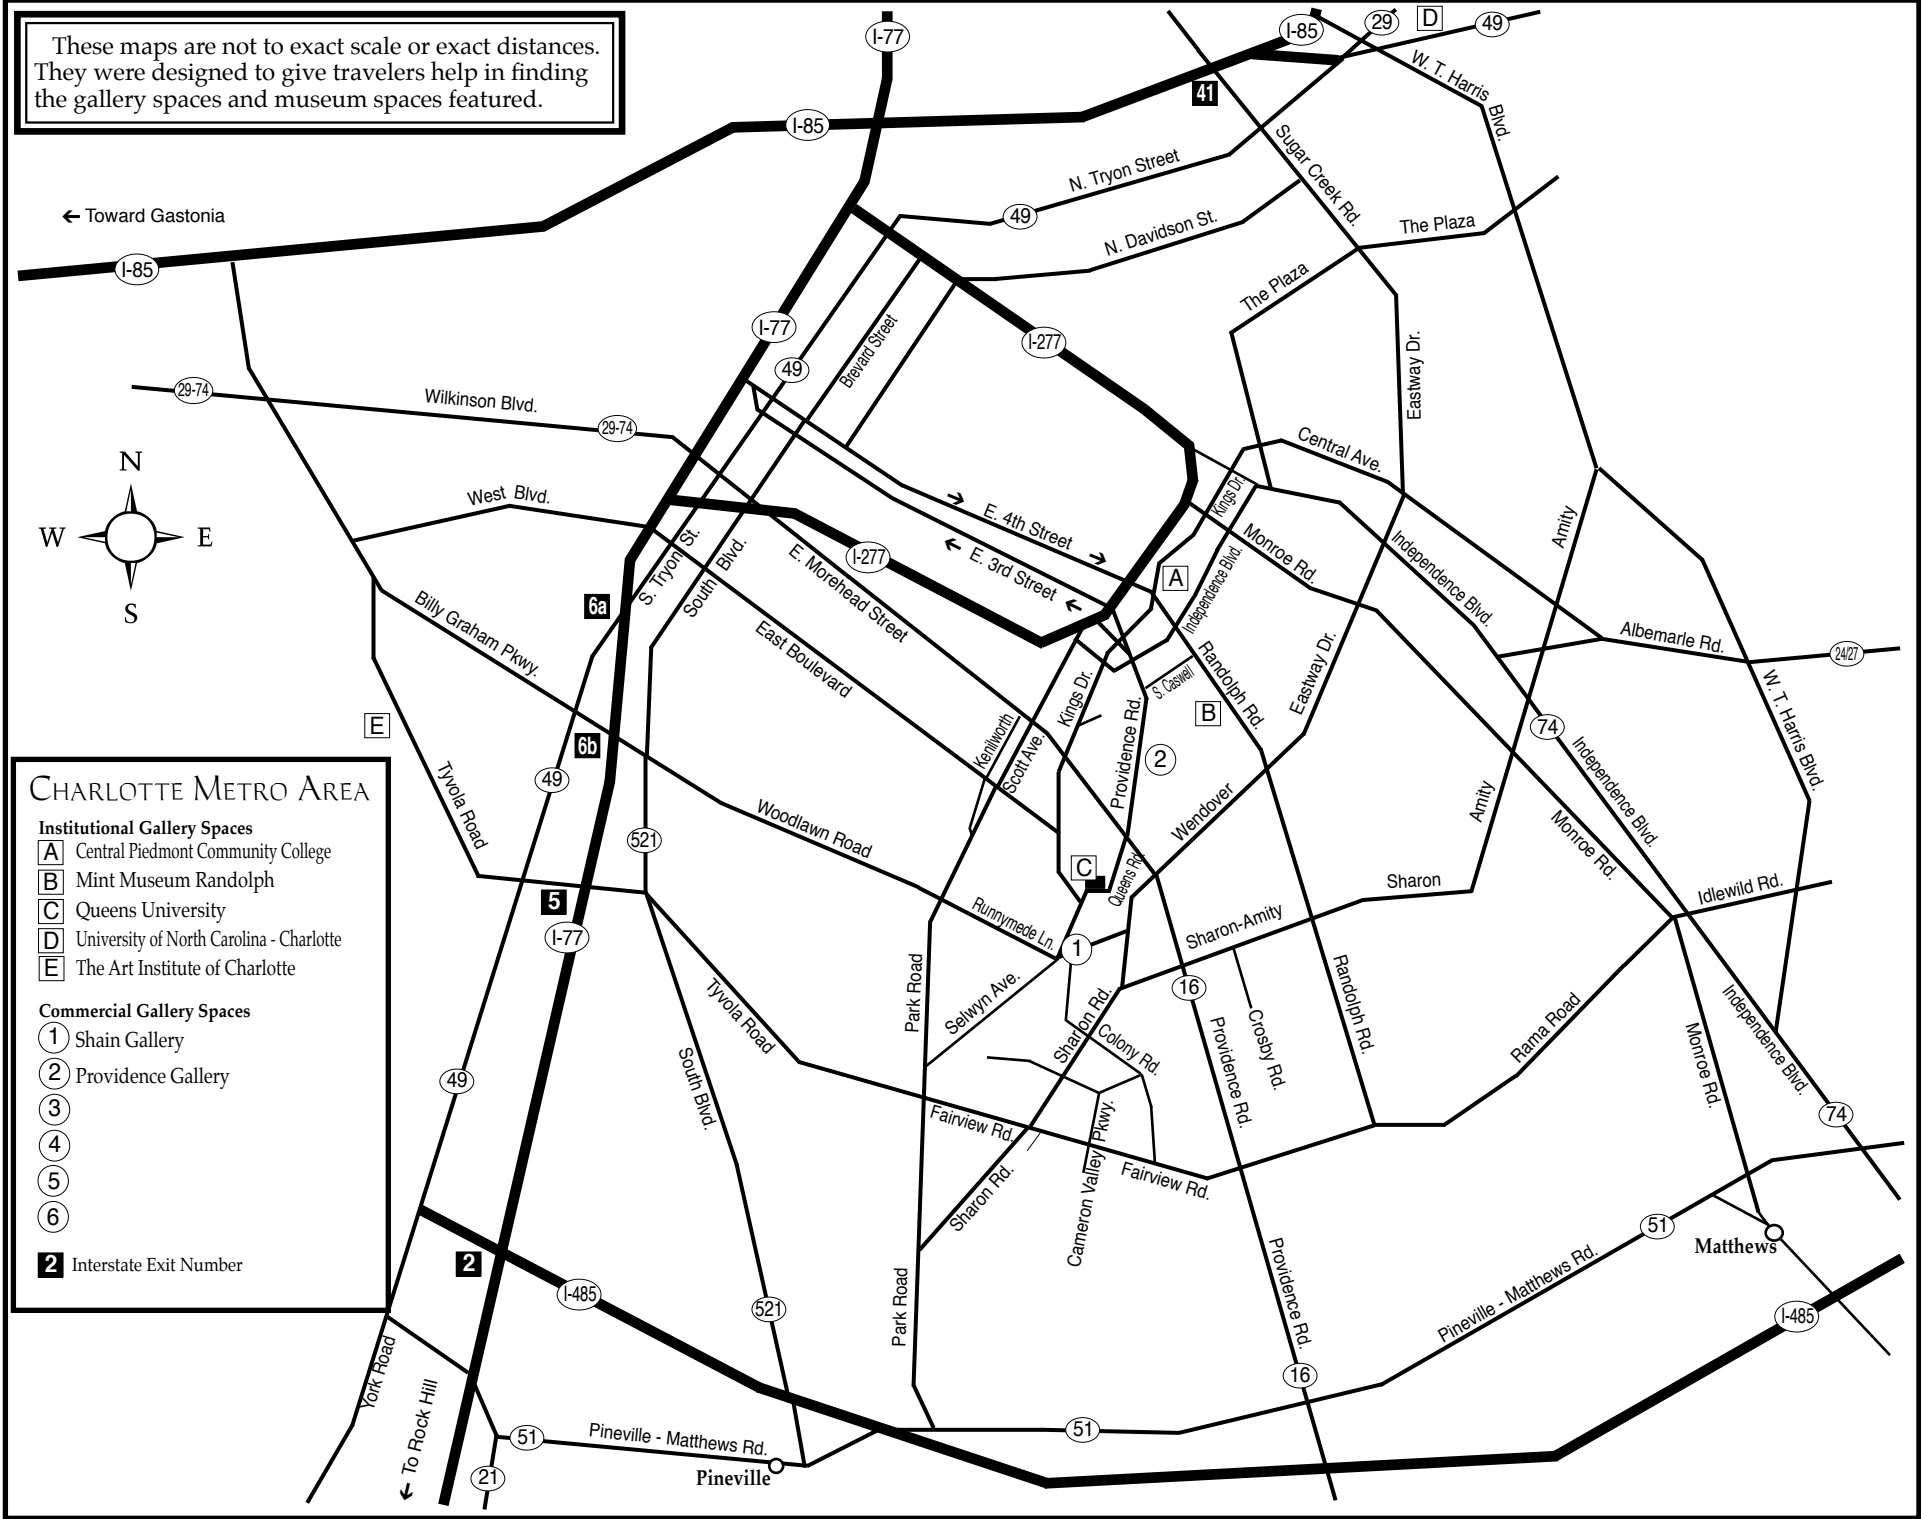 These maps are not to exact scale or exact distances.
They were designed to give travelers help in finding
the gallery spaces and museum spaces featured.
I-77
I-85
29
D
49
W. T. Harris
Blvd.
41
I-85
Sugar Creek Rd.
N. Tryon Street
49
N. Davidson St.
The Plaza
← Toward Gastonia
I-85
The Plaza
I-77
I-277
49
Brevard Street
Eastway Dr.
29-74
Wilkinson Blvd.
29-74
Central Ave.
N
W
E
S
West Blvd.
Kings Dr.
E. 4th Street
E. 3rd Street
Monroe Rd.
Independence Blvd.
Amity
S. Tryon St.
South Blvd.
I-277
E. Morehead Street
A
Independence Blvd.
6a
Billy Graham Pkwy.
East Boulevard
Albemarle Rd.
24/27
Randolph Rd.
S. Caswell
Eastway Dr.
W. T. Harris Blvd.
E
6b
B
Kings Dr.
Kenilworth
Scott Ave.
Providence Rd.
2
74
Independence Blvd.
CHARLOTTE METRO AREA
Institutional Gallery Spaces
A Central Piedmont Community College
B Mint Museum Randolph
C Queens University
D University of North Carolina - Charlotte
E The Art Institute of Charlotte
Commercial Gallery Spaces
1 Shain Gallery
2 Providence Gallery
3
4
5
6
2 Interstate Exit Number
Tyvola Road
49
521
Woodlawn Road
Wendover
Amity
Monroe Rd.
C
Queens Rd.
5
Sharon
Idlewild Rd.
I-77
Runnymede Ln.
1
Sharon-Amity
Park Road
Selwyn Ave.
16
Randolph Rd.
Tyvola Road
Sharon Rd.
Colony Rd.
Providence Rd.
Crosby Rd.
Rama Road
Monroe Rd.
Independence Blvd.
49
South Blvd.
Fairview Rd.
74
Cameron Valley Pkwy.
Fairview Rd.
Sharon Rd.
51
Matthews
2
I-485
521
Park Road
Providence Rd.
Pineville - Matthews Rd.
I-485
York Road
← To Rock Hill
16
51
Pineville - Matthews Rd.
51
Pineville
21